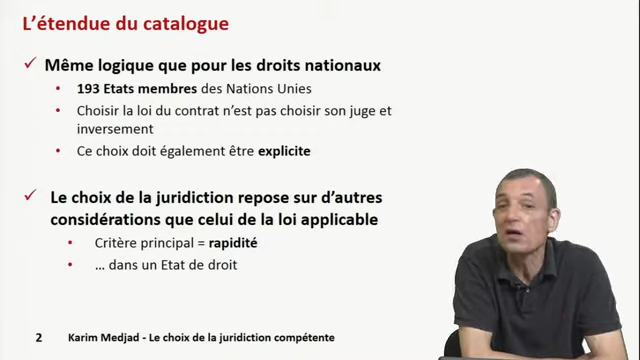 L'étendue du catalogue
Même logique que pour les droits nationaux
193 Etats membres des Nations Unies
Choisir la loi du contrat n'est pas choisir son juge et
inversement
Ce choix doit également être explicite
Le choix de la juridiction repose sur d'autres
considérations que celui de la loi applicable
Critère principal = rapidité
... dans un Etat de droit
2 Karim Medjad - Le choix de la juridiction compétente